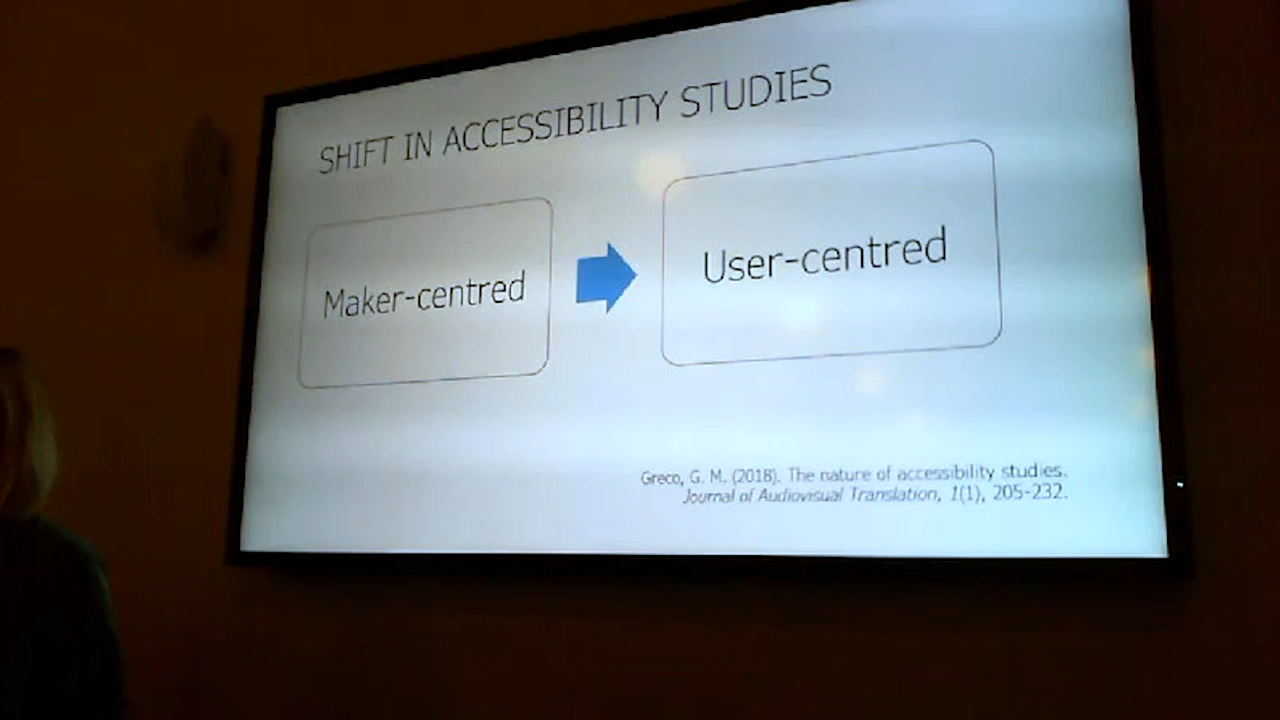 SHIFT IN ACCESSIBILITY STUDIES
Maker-centred
User-centred
Greco, G. M. (2018). The nature of accessibility studies.
Journal of Audiovisual Translation, 1(1), 205-232.